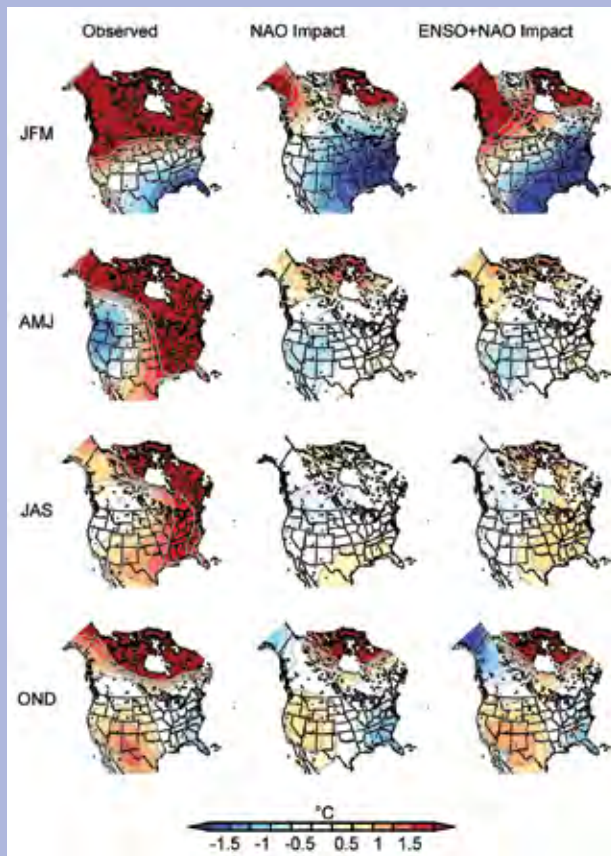 Observed NAO Impact ENSO+NAO Impact
JFM
AMJ
JAS
OND
°C
-1.5 -1 -0.5 0.5 1 1.5